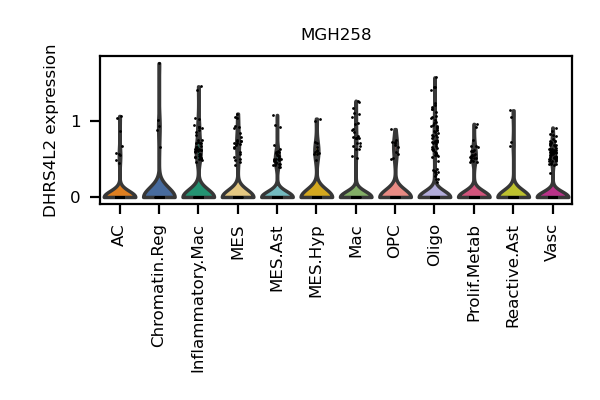 MGH258
DHRS4L2 expression
1
0
AC
Chromatin.Reg
Inflammatory.Mac
MES
MES.Ast
MES.Hyp
Mac
OPC
Oligo
Prolif.Metab
Reactive.Ast
Vasc